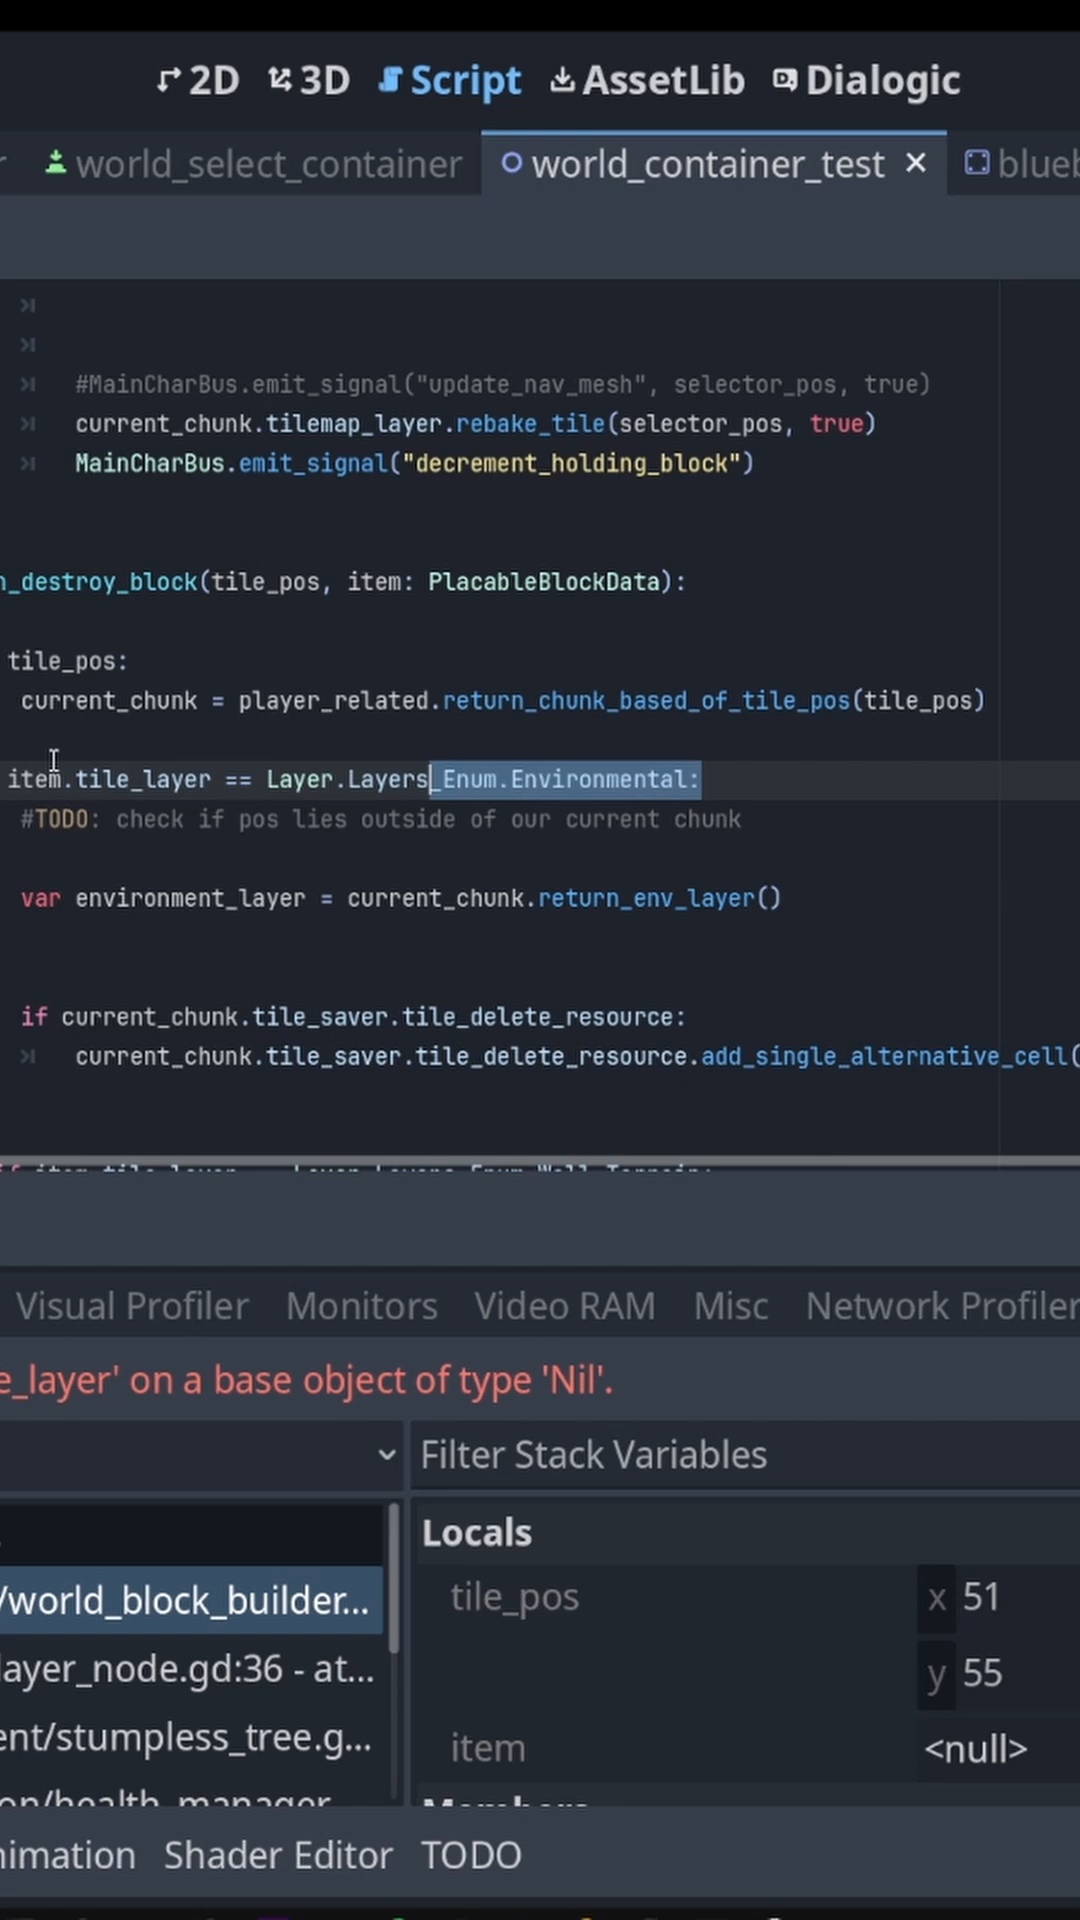 2D 3D Script AssetLib Dialogic
world_select_container world_container_test
#MainCharBus.emit_signal("update_nav_mesh", selector_pos, true)
current_chunk.tilemap_layer.rebake_tile(selector_pos, true)
MainCharBus.emit_signal("decrement_holding_block")
_destroy_block(tile_pos, item: PlacableBlockData):
tile_pos:
current_chunk = player_related.return_chunk_based_of_tile_pos(tile_pos)
item.tile_layer == Layer.Layers_Enum.Environmental:
#TODO: check if pos lies outside of our current chunk
var environment_layer = current_chunk.return_env_layer()
if current_chunk.tile_saver.tile_delete_resource:
current_chunk.tile_saver.tile_delete_resource.add_single_alternative_cell(
Visual Profiler Monitors Video RAM Misc Network Profiler
e_layer' on a base object of type 'Nil'.
Filter Stack Variables
Locals
/world_block_builder... tile_pos x 51
layer_node.gd:36 - at... y 55
ent/stumpless_tree.g... item <null>
nimation Shader Editor TODO